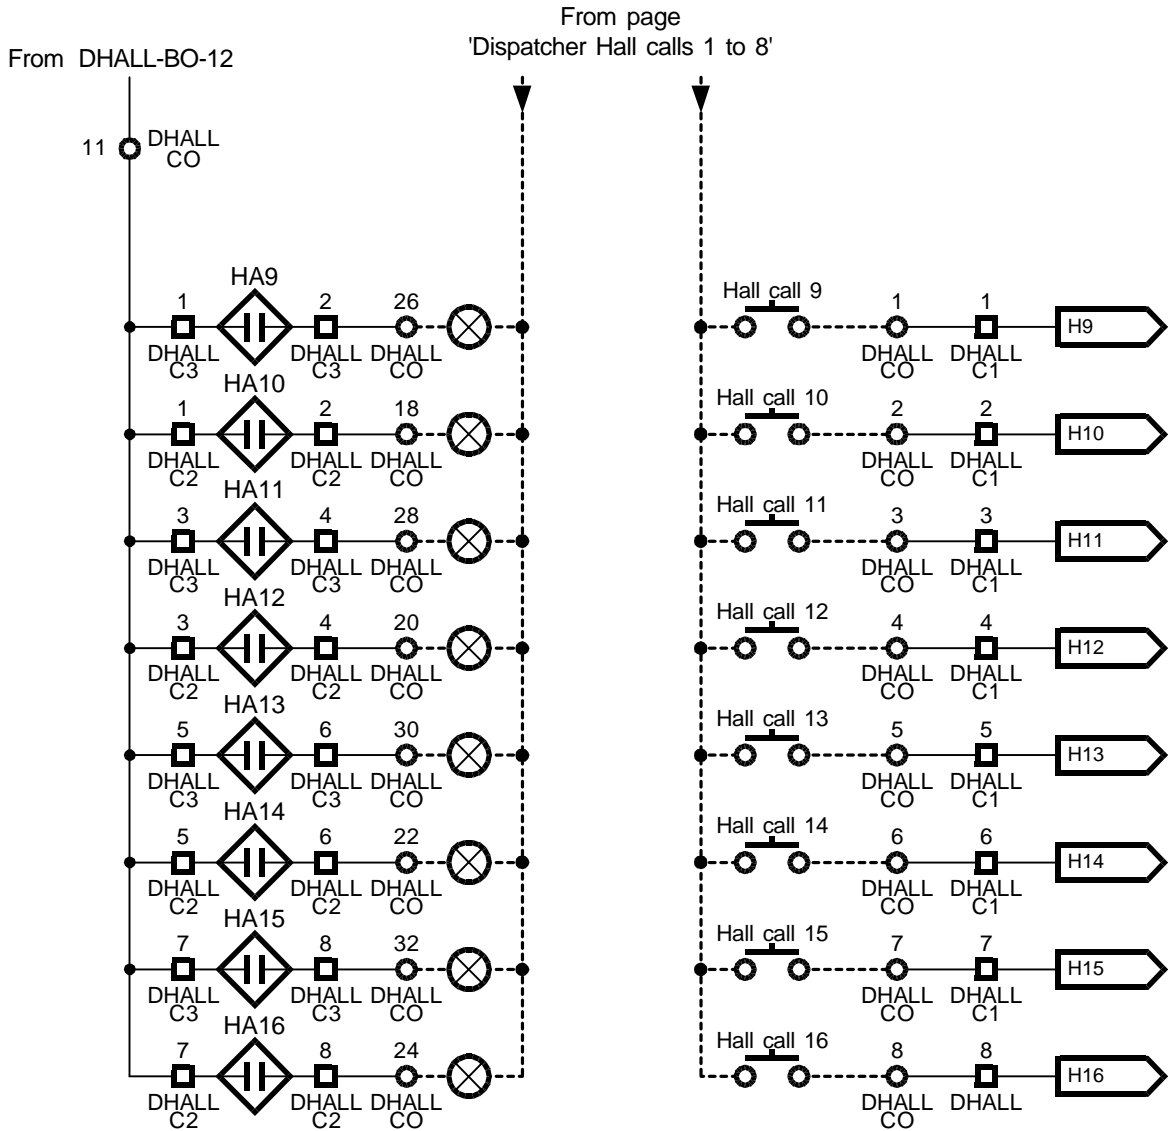 From page
'Dispatcher Hall calls 1 to 8'
From DHALL-BO-12
11 DHALL
CO
HA9
1 2 26
DHALL DHALL DHALL
C3 C3 CO
Hall call 9
1 1
H9
DHALL DHALL
CO C1
HA10
1 2 18
DHALL DHALL DHALL
C2 C2 CO
Hall call 10
2 2
H10
DHALL DHALL
CO C1
HA11
3 4 28
DHALL DHALL DHALL
C3 C3 CO
Hall call 11
3 3
H11
DHALL DHALL
CO C1
HA12
3 4 20
DHALL DHALL DHALL
C2 C2 CO
Hall call 12
4 4
H12
DHALL DHALL
CO C1
HA13
5 6 30
DHALL DHALL DHALL
C3 C3 CO
Hall call 13
5 5
H13
DHALL DHALL
CO C1
HA14
5 6 22
DHALL DHALL DHALL
C2 C2 CO
Hall call 14
6 6
H14
DHALL DHALL
CO C1
HA15
7 8 32
DHALL DHALL DHALL
C3 C3 CO
Hall call 15
7 7
H15
DHALL DHALL
CO C1
HA16
7 8 24
DHALL DHALL DHALL
C2 C2 CO
Hall call 16
8 8
H16
DHALL DHALL
CO